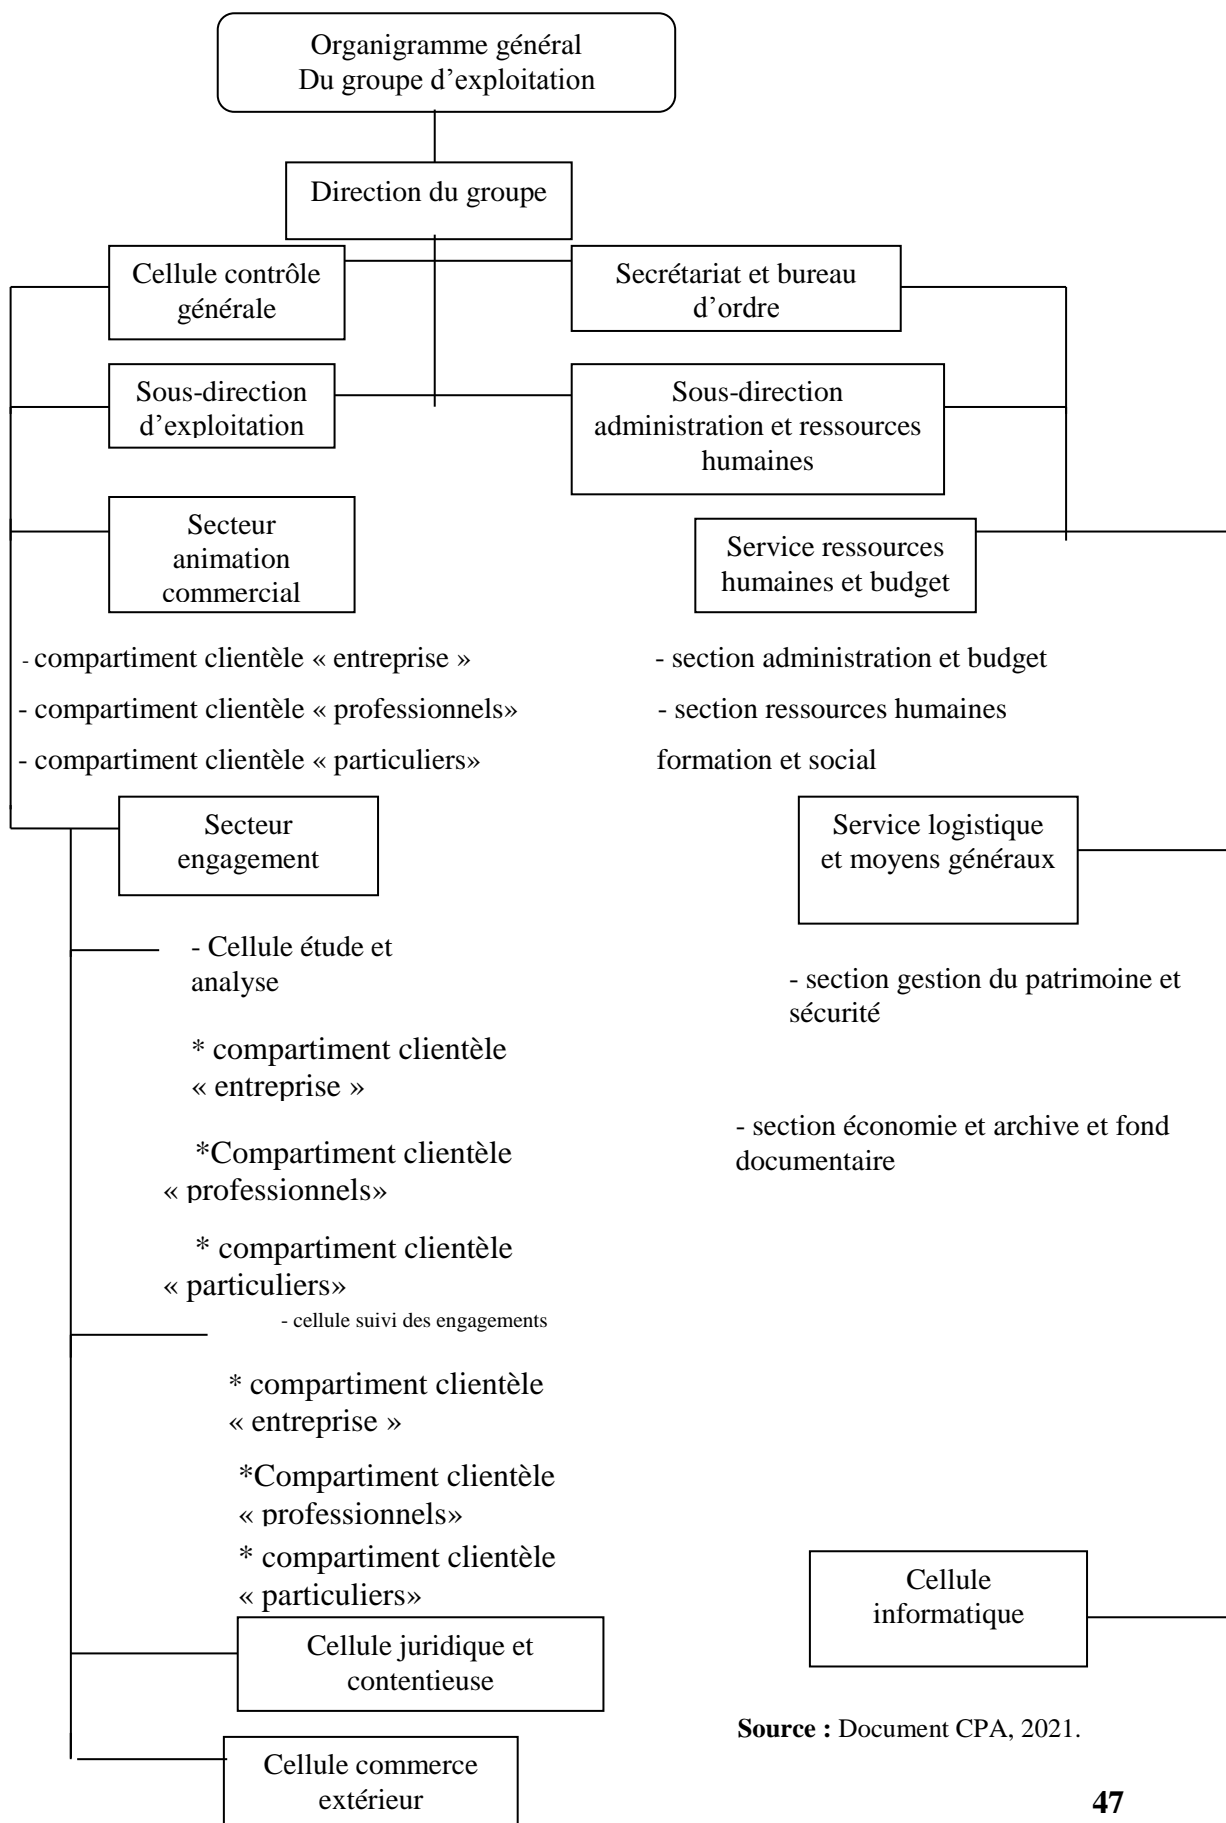 Organigramme général
Du groupe d’exploitation
Direction du groupe
Cellule contrôle
générale
Secrétariat et bureau
d’ordre
Sous-direction
d’exploitation
Sous-direction
administration et ressources
humaines
Secteur
animation
commercial
Service ressources
humaines et budget
- compartiment clientèle « entreprise »
- compartiment clientèle « professionnels»
- compartiment clientèle « particuliers»
- section administration et budget
- section ressources humaines
formation et social
Secteur
engagement
Service logistique
et moyens généraux
- Cellule étude et
analyse
* compartiment clientèle
« entreprise »
*Compartiment clientèle
« professionnels»
* compartiment clientèle
« particuliers»
- section gestion du patrimoine et
sécurité
- section économie et archive et fond
documentaire
- cellule suivi des engagements
* compartiment clientèle
« entreprise »
*Compartiment clientèle
« professionnels»
* compartiment clientèle
« particuliers»
Cellule
informatique
Cellule juridique et
contentieuse
Cellule commerce
extérieur
Source : Document CPA, 2021.
47